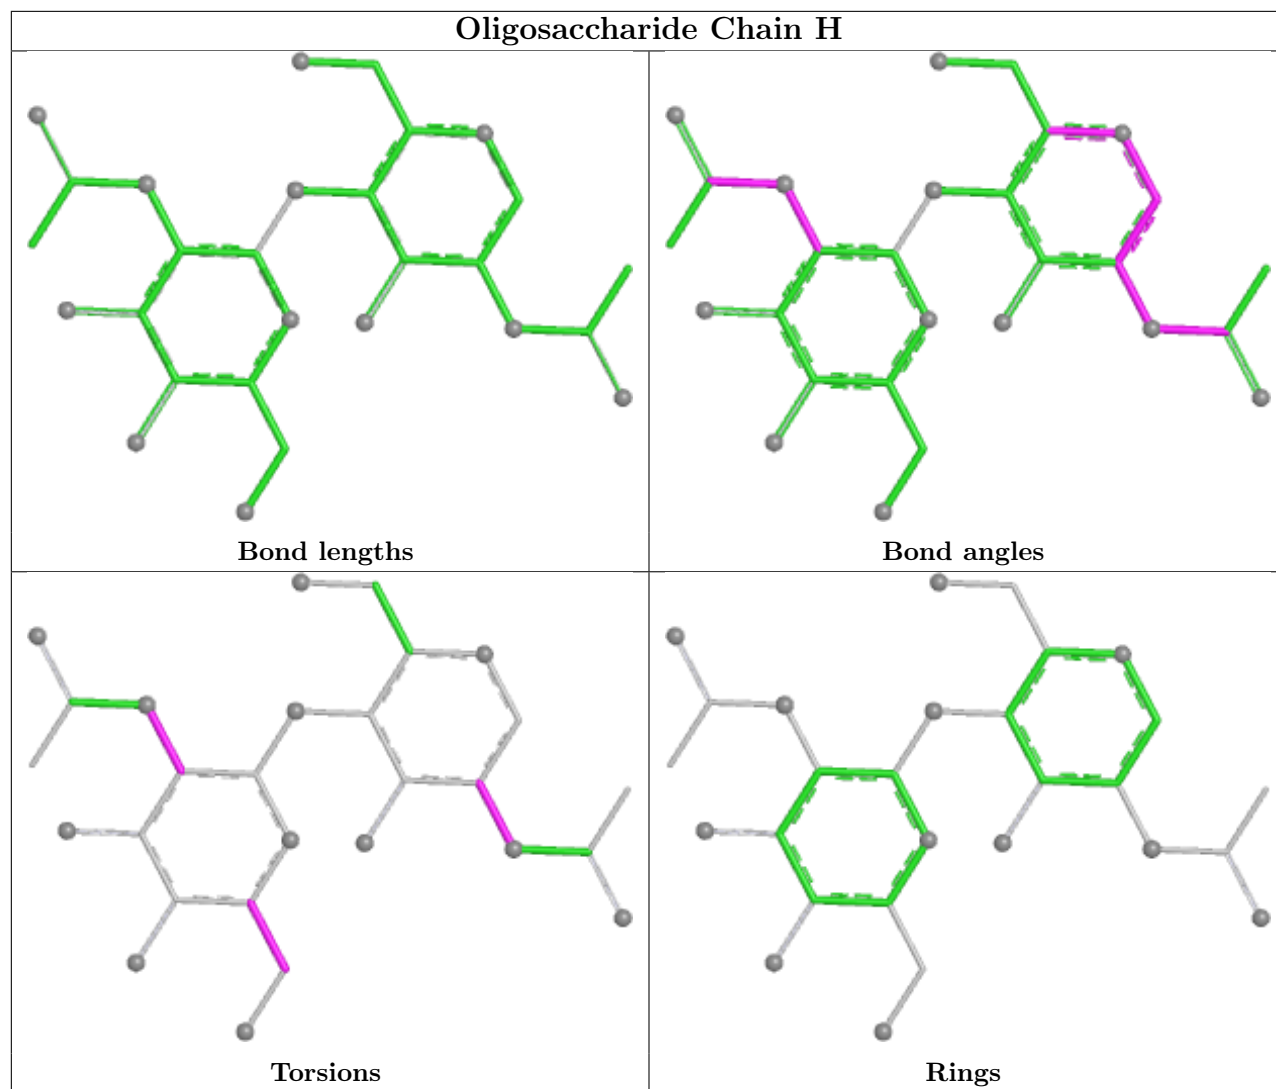 Oligosaccharide Chain H
Bond lengths
Bond angles
Torsions
Rings